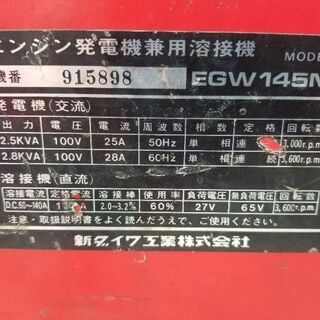 エンジン発電機兼用溶接機 MODE
機番 915898 EGW145M
発電機(交流)
出力 電圧 電流 周波数 相数 定格 回転数
2.5KVA 100V 25A 50Hz 単相 連続 3,000r.p.m
2.8KVA 100V 28A 60Hz 単相 連続 3,600r.p.m.
溶接機(直流)
溶接電流 定格電流 溶接棒 使用率 負荷電圧 無負荷電圧 回転数
D.C.60~140A 2.0~3.2% 60% 27V 65V 3,600r.p.m.
注意・取扱説明書をよく読んだうえで、ご使用ください。
新ダイワ工業株式会社